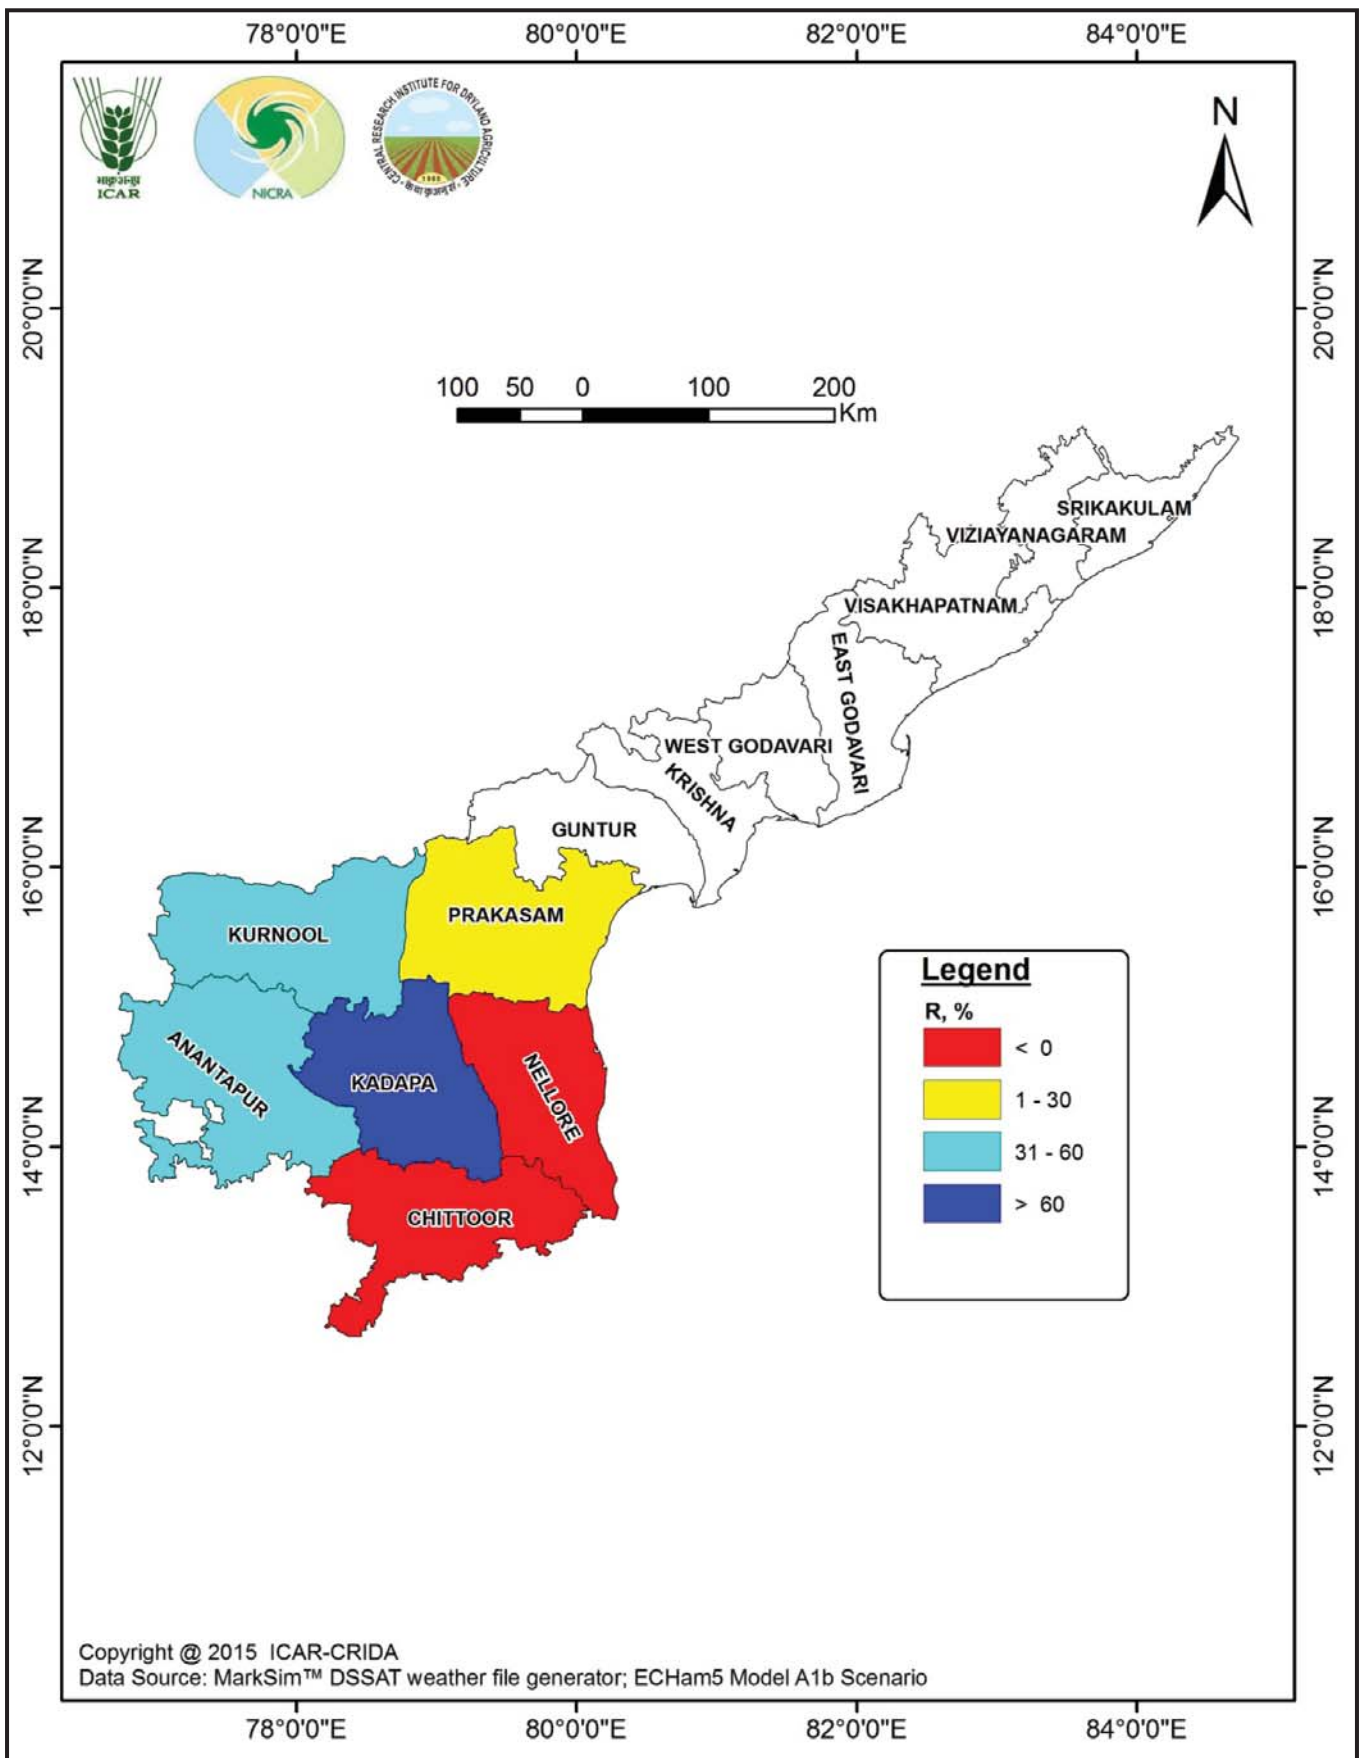 78°0'0"E 80°0'0"E 82°0'0"E 84°0'0"E
N
ICAR
NICRA
CENTRAL RESEARCH INSTITUTE FOR DRYLAND AGRICULTURE
1985
20°0'0"N 20°0'0"N
100 50 0 100 200
Km
SRIKAKULAM
VIZIAYANAGARAM
18°0'0"N 18°0'0"N
VISAKHAPATNAM
EAST GODAVARI
WEST GODAVARI
KRISHNA
GUNTUR
16°0'0"N 16°0'0"N
PRAKASAM
KURNOOL
ANANTAPUR
KADAPA
NELLORE
CHITTOOR
Legend
R, %
< 0
1 - 30
31 - 60
> 60
14°0'0"N 14°0'0"N
12°0'0"N 12°0'0"N
Copyright @ 2015 ICAR-CRIDA
Data Source: MarkSim™ DSSAT weather file generator; ECHam5 Model A1b Scenario
78°0'0"E 80°0'0"E 82°0'0"E 84°0'0"E